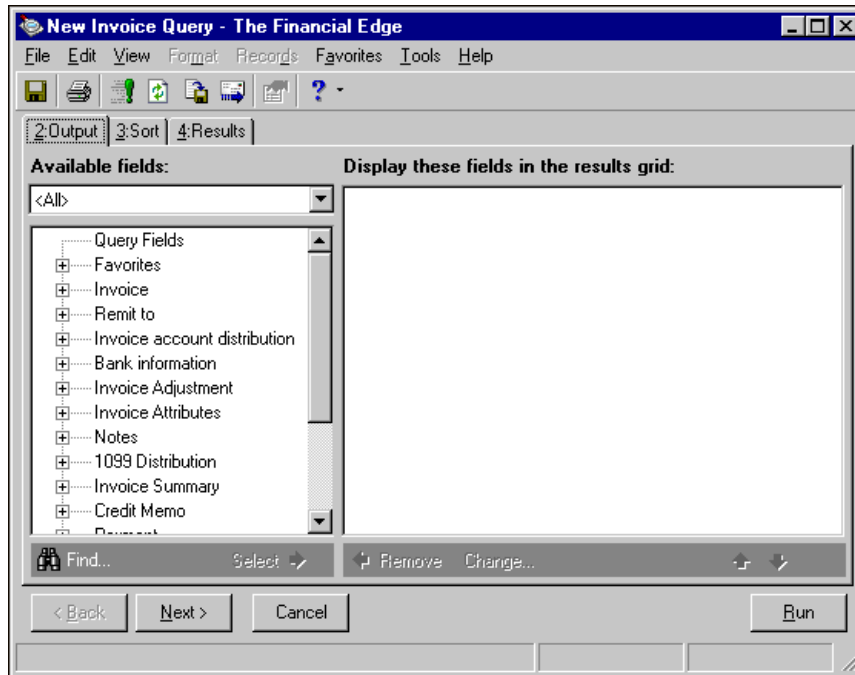 New Invoice Query - The Financial Edge
File Edit View Format Records Favorites Tools Help
?
2:Output 3:Sort 4:Results
Available fields:
Display these fields in the results grid:
<All>
Query Fields
Favorites
Invoice
Remit to
Invoice account distribution
Bank information
Invoice Adjustment
Invoice Attributes
Notes
1099 Distribution
Invoice Summary
Credit Memo
Payment
Find... Select Remove Change...
< Back Next > Cancel Run